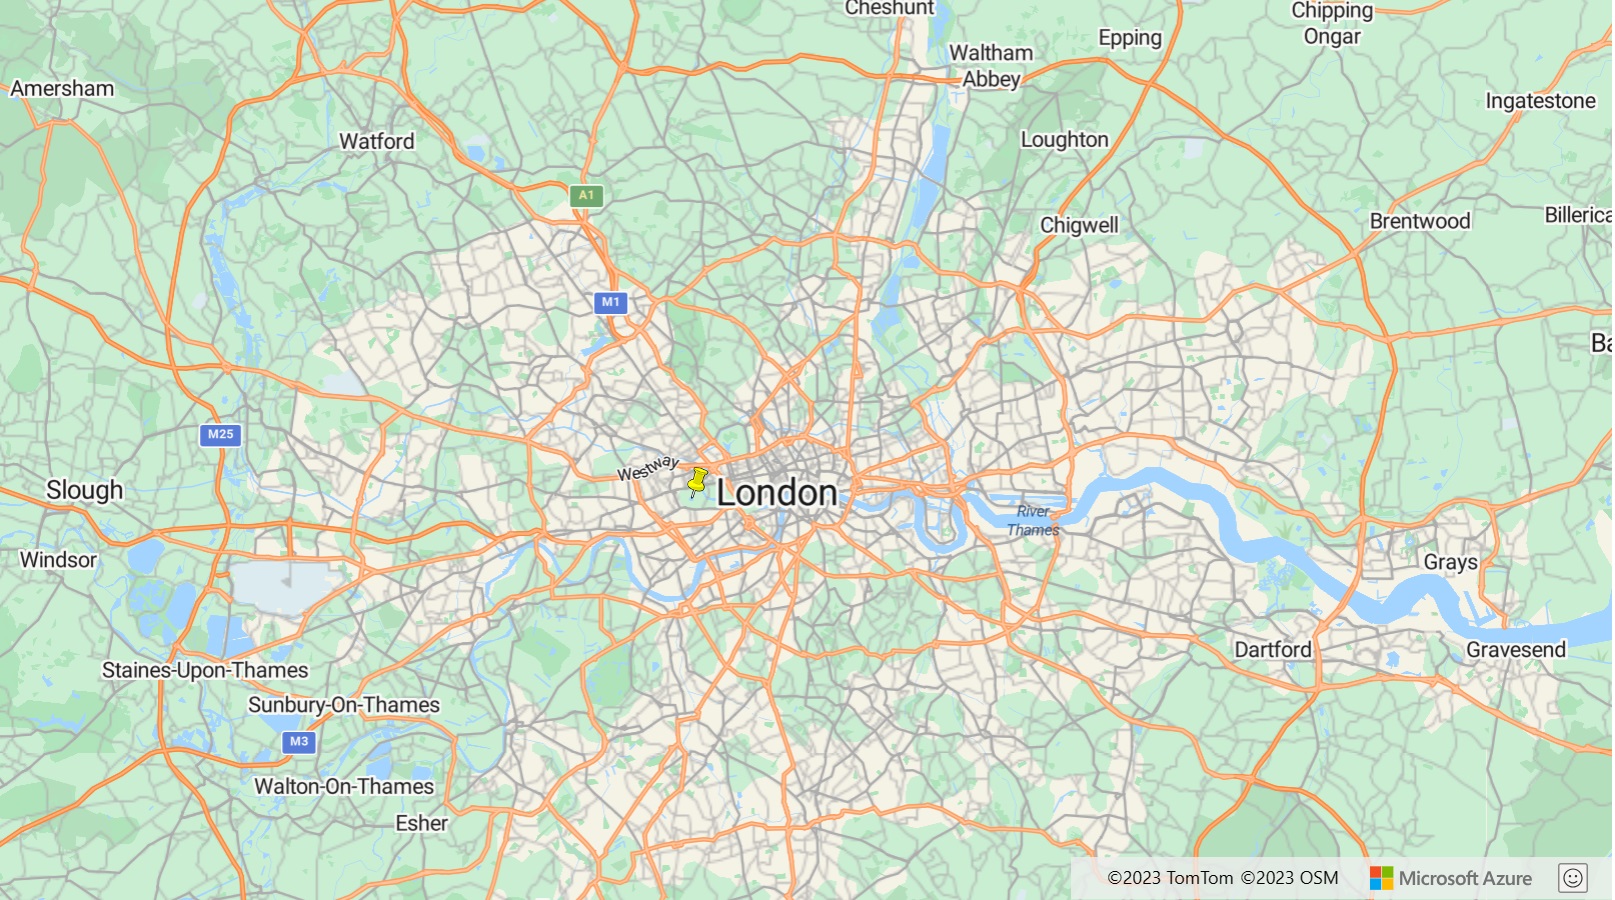 Cheshunt
Chipping
Ongar
Epping
Waltham
Abbey
Amersham
Ingatestone
Watford
Loughton
A1
Chigwell
Brentwood
Billerica
M1
Ba
M25
Westway
Slough
London
River
Thames
Windsor
Grays
Staines-Upon-Thames
Dartford
Gravesend
Sunbury-On-Thames
M3
Walton-On-Thames
Esher
©2023 TomTom ©2023 OSM Microsoft Azure